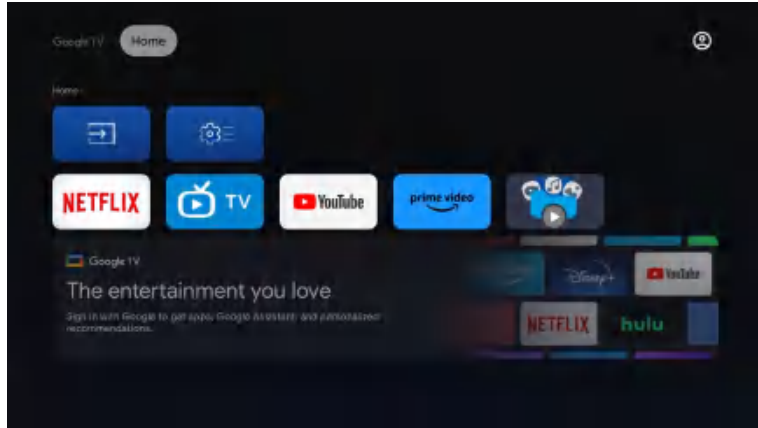 Google TV Home
Home
NETFLIX TV YouTube prime video
Google TV
The entertainment you love
Sign in with Google to get apps, Google Assistant, and personalized
recommendations.
Disney+ YouTube
NETFLIX hulu